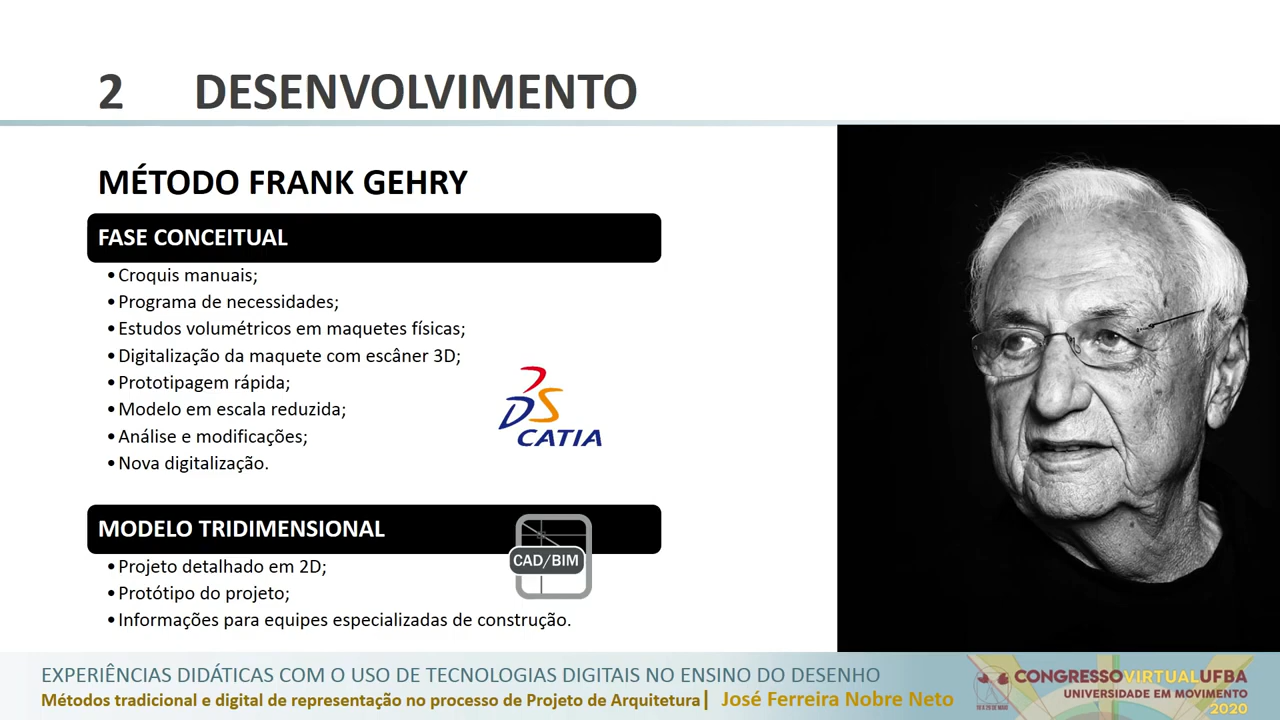 2 DESENVOLVIMENTO
MÉTODO FRANK GEHRY
FASE CONCEITUAL
•Croquis manuais;
•Programa de necessidades;
•Estudos volumétricos em maquetes físicas;
•Digitalização da maquete com escâner 3D;
•Prototipagem rápida;
•Modelo em escala reduzida;
•Análise e modificações;
•Nova digitalização.
CATIA
MODELO TRIDIMENSIONAL
CAD/BIM
•Projeto detalhado em 2D;
•Protótipo do projeto;
•Informações para equipes especializadas de construção.
EXPERIÊNCIAS DIDÁTICAS COM O USO DE TECNOLOGIAS DIGITAIS NO ENSINO DO DESENHO
Métodos tradicional e digital de representação no processo de Projeto de Arquitetura| José Ferreira Nobre Neto
CONGRESSOVIRTUALUFBA
UNIVERSIDADE EM MOVIMENTO
2020